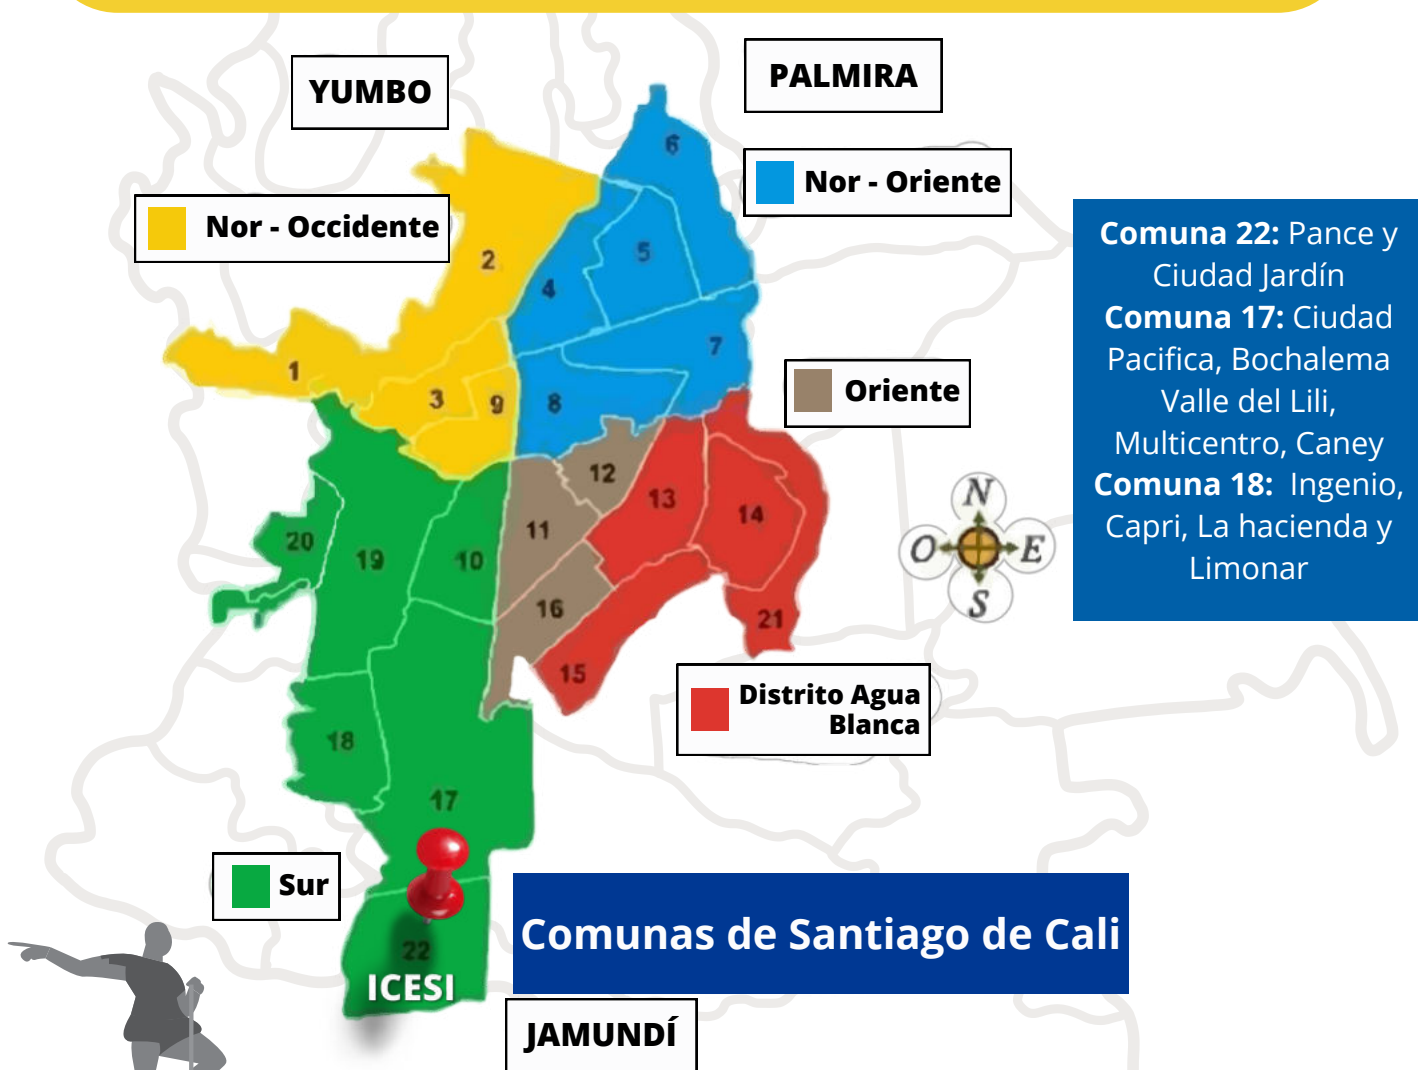 YUMBO
PALMIRA
Nor - Oriente
Nor - Occidente
6
5
2
4
7
1
3
9
8
Oriente
12
13
14
11
20
19
10
16
21
15
18
17
22
N
O
E
S
Comuna 22: Pance y
Ciudad Jardín
Comuna 17: Ciudad
Pacifica, Bochalema
Valle del Lili,
Multicentro, Caney
Comuna 18: Ingenio,
Capri, La hacienda y
Limonar
Distrito Agua
Blanca
Sur
ICESI
Comunas de Santiago de Cali
JAMUNDÍ